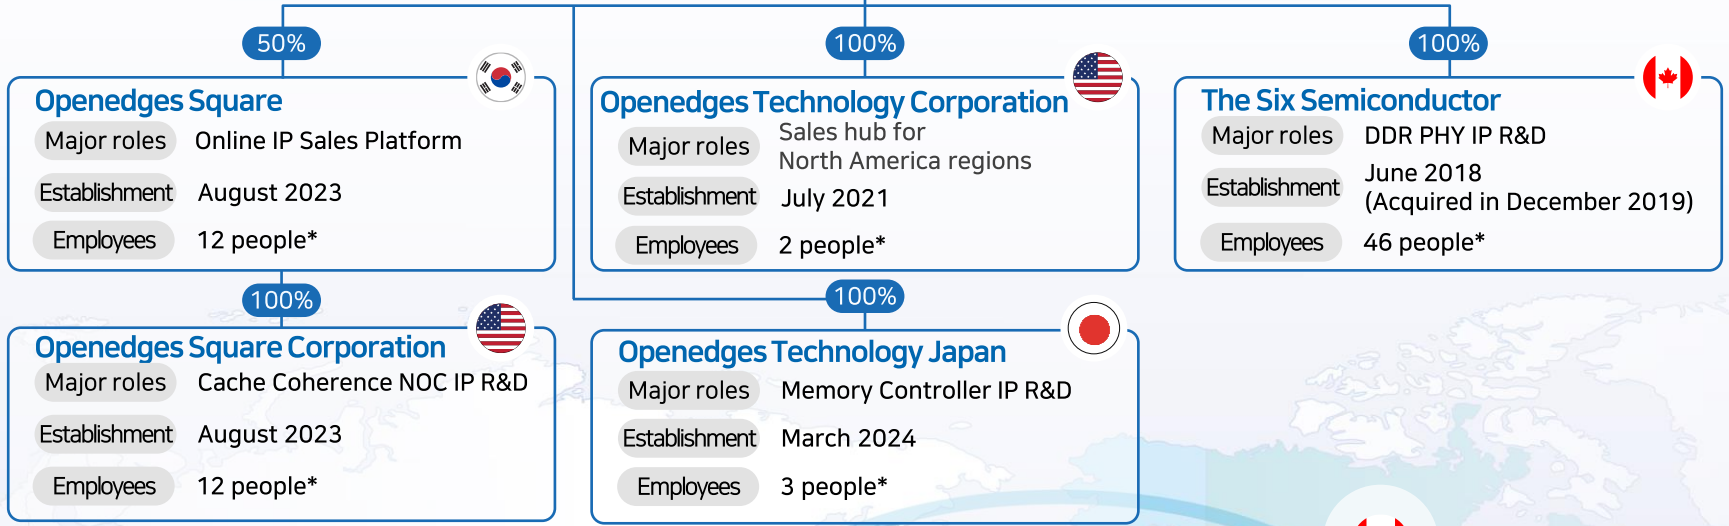 50%
100%
100%
Openedges Square
Major roles Online IP Sales Platform
Establishment August 2023
Employees 12 people*
Openedges Technology Corporation
Major roles Sales hub for
North America regions
Establishment July 2021
Employees 2 people*
The Six Semiconductor
Major roles DDR PHY IP R&D
Establishment June 2018
(Acquired in December 2019)
Employees 46 people*
100%
100%
Openedges Square Corporation
Major roles Cache Coherence NOC IP R&D
Establishment August 2023
Employees 12 people*
Openedges Technology Japan
Major roles Memory Controller IP R&D
Establishment March 2024
Employees 3 people*